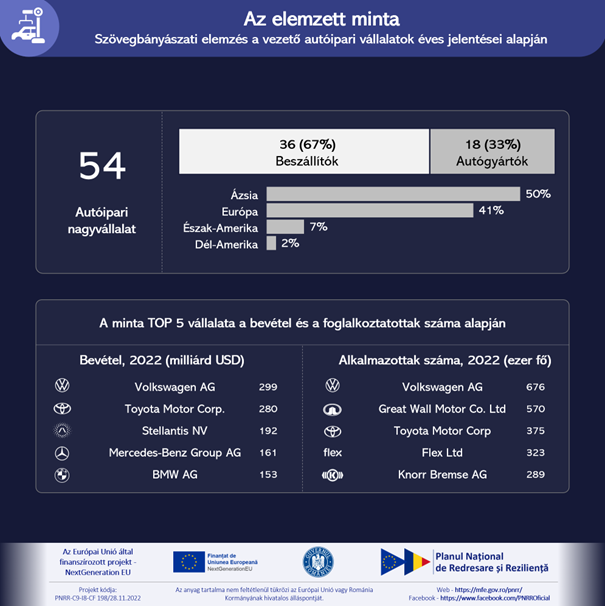 Az elemzett minta
Szövegbányászati elemzés a vezető autóipari vállalatok éves jelentései alapján
54
Autóipari
nagyvállalat
36 (67%)
Beszállítók
18 (33%)
Autógyártók
Ázsia 50%
Európa 41%
Észak-Amerika 7%
Dél-Amerika 2%
A minta TOP 5 vállalata a bevétel és a foglalkoztatottak száma alapján
Bevétel, 2022 (milliárd USD)
Volkswagen AG 299
Toyota Motor Corp. 280
Stellantis NV 192
Mercedes-Benz Group AG 161
BMW AG 153
Alkalmazottak száma, 2022 (ezer fő)
Volkswagen AG 676
Great Wall Motor Co. Ltd 570
Toyota Motor Corp 375
flex Flex Ltd 323
Knorr Bremse AG 289
Az Európai Unió által
finanszírozott projekt -
NextGeneration EU
Finanțat de
Uniunea Europeană
NextGenerationEU
Planul Național
de Redresare și Reziliență
Projekt kódja:
PNRR-C9-I8-CF 198/28.11.2022
Az anyag tartalma nem feltétlenül tükrözi az Európai Unió vagy Románia
Kormányának hivatalos álláspontját.
Web - https://mfe.gov.ro/pnrr/
Facebook - https://www.facebook.com/PNRROficial